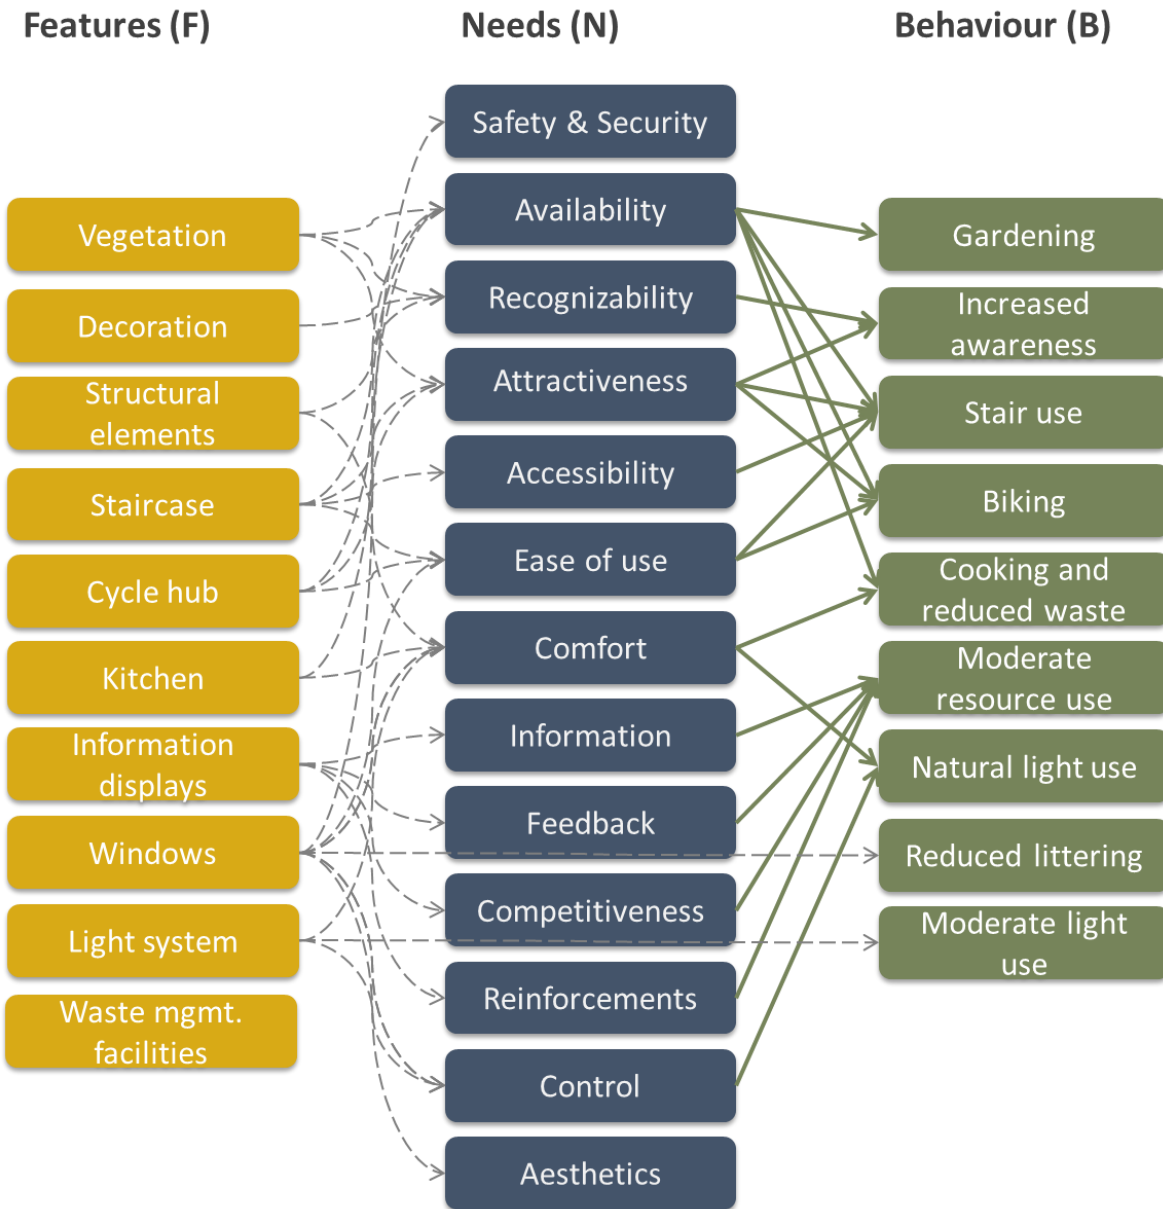 Features (F)
Needs (N)
Behaviour (B)
Vegetation
Decoration
Structural
elements
Staircase
Cycle hub
Kitchen
Information
displays
Windows
Light system
Waste mgmt.
facilities
Safety & Security
Availability
Recognizability
Attractiveness
Accessibility
Ease of use
Comfort
Information
Feedback
Competitiveness
Reinforcements
Control
Aesthetics
Gardening
Increased
awareness
Stair use
Biking
Cooking and
reduced waste
Moderate
resource use
Natural light use
Reduced littering
Moderate light
use